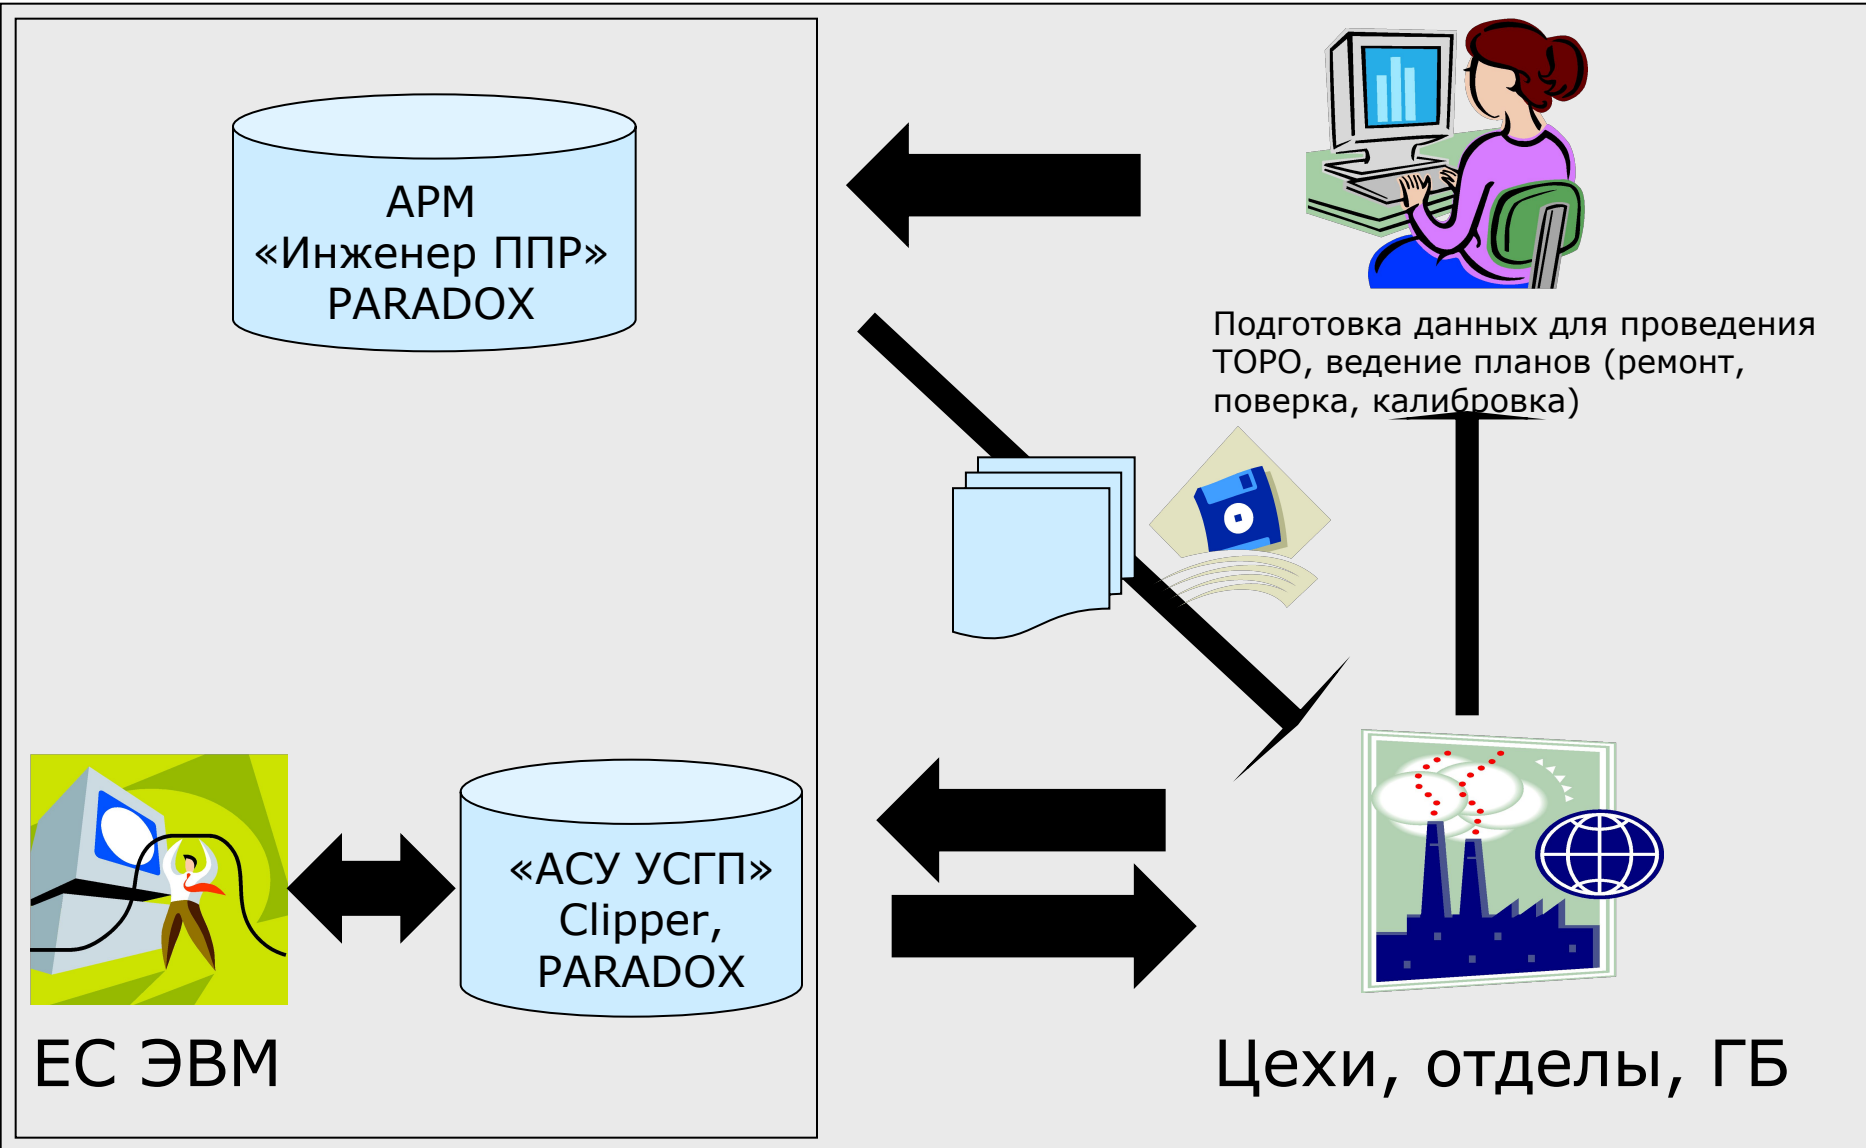 АРМ
«Инженер ППР»
PARADOX
Подготовка данных для проведения
ТОРО, ведение планов (ремонт,
поверка, калибровка)
«АСУ УСГП»
Clipper,
PARADOX
ЕС ЭВМ
Цехи, отделы, ГБ